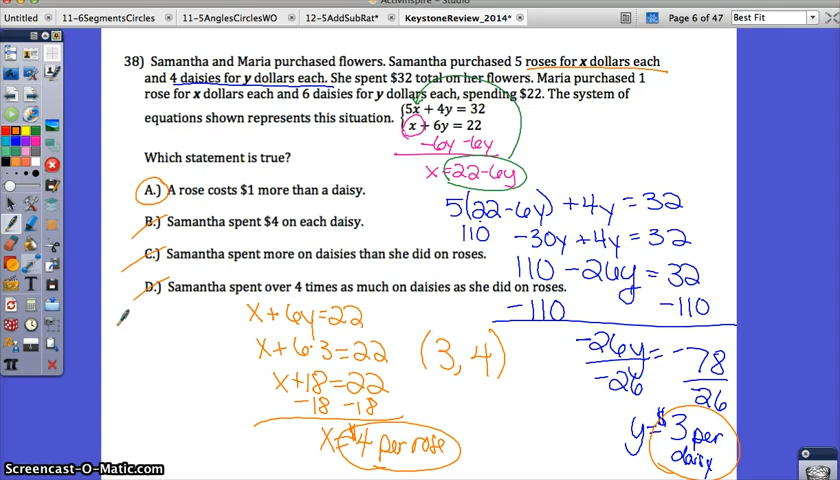 ActivInspire
Untitled
11-6SegmentsCircles
11-5AnglesCirclesWO
12-5AddSubRat*
KeystoneReview_2014*
Page 6 of 47
Best Fit
38) Samantha and Maria purchased flowers. Samantha purchased 5 roses for x dollars each
and 4 daisies for y dollars each. She spent $32 total on her flowers. Maria purchased 1
rose for x dollars each and 6 daisies for y dollars each, spending $22. The system of
equations shown represents this situation.
5x + 4y = 32
x + 6y = 22
-6y -6y
x = 22-6y
Which statement is true?
A.) A rose costs $1 more than a daisy.
B.) Samantha spent $4 on each daisy.
C.) Samantha spent more on daisies than she did on roses.
D.) Samantha spent over 4 times as much on daisies as she did on roses.
5(22-6y) + 4y = 32
110 -30y + 4y = 32
110 - 26y = 32
-110 -110
-26y = -78
-26 -26
y = $3 per
daisy
x + 6y = 22
x + 6·3 = 22
x + 18 = 22
-18 -18
x = $4 per rose
(3, 4)
Screencast-O-Matic.com